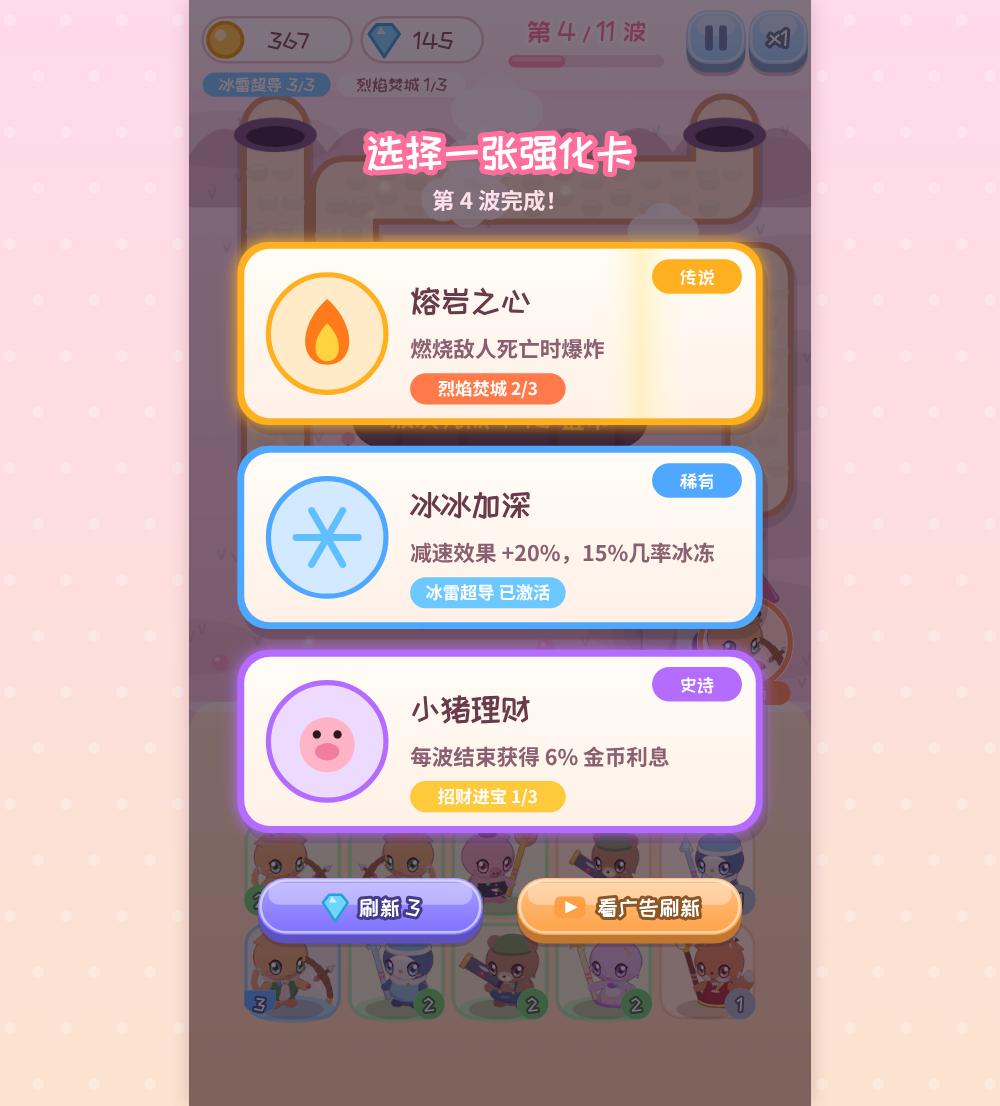 367
145
第 4 / 11 波
×1
冰雷超导 3/3
烈焰焚城 1/3
选择一张强化卡
第 4 波完成！
传说
熔岩之心
燃烧敌人死亡时爆炸
烈焰焚城 2/3
稀有
冰冰加深
减速效果 +20%，15%几率冰冻
冰雷超导 已激活
史诗
小猪理财
每波结束获得 6% 金币利息
招财进宝 1/3
刷新 3
看广告刷新
3
2
2
2
1